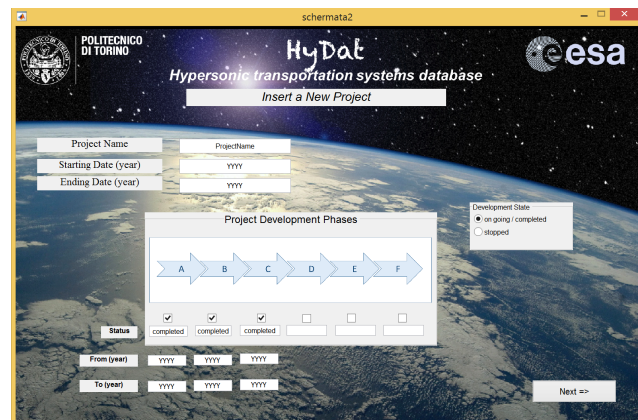 schermata2
POLITECNICO
DI TORINO
HyDat
esa
Hypersonic transportation systems database
Insert a New Project
Project Name
ProjectName
Starting Date (year)
YYYY
Ending Date (year)
YYYY
Development State
on going / completed
stopped
Project Development Phases
A B C D E F
Status
completed completed completed
From (year)
YYYY YYYY YYYY
To (year)
YYYY YYYY YYYY
Next =>